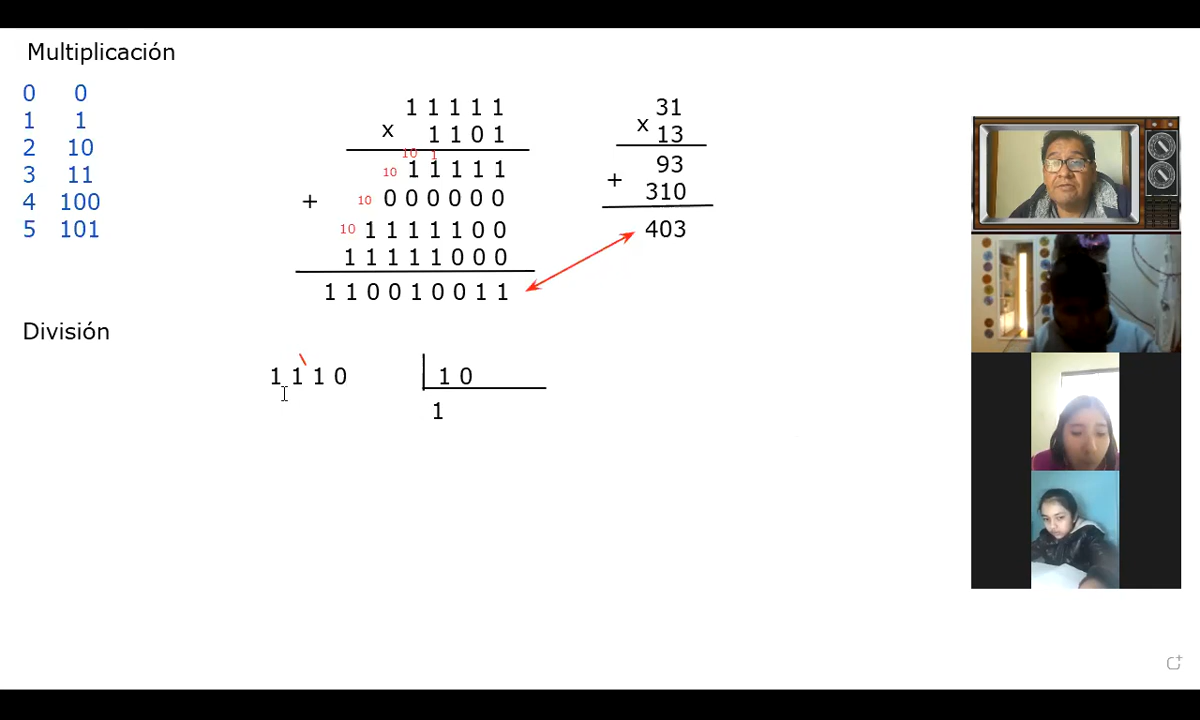 Multiplicación
0 0
1 1
2 10
3 11
4 100
5 101
1 1 1 1 1
x 1 1 0 1
10 1
10 1 1 1 1 1
+ 10 0 0 0 0 0 0
10 1 1 1 1 1 0 0
1 1 1 1 1 0 0 0
1 1 0 0 1 0 0 1 1
31
x 13
93
+ 310
403
División
1 1 1 0 1 0
1